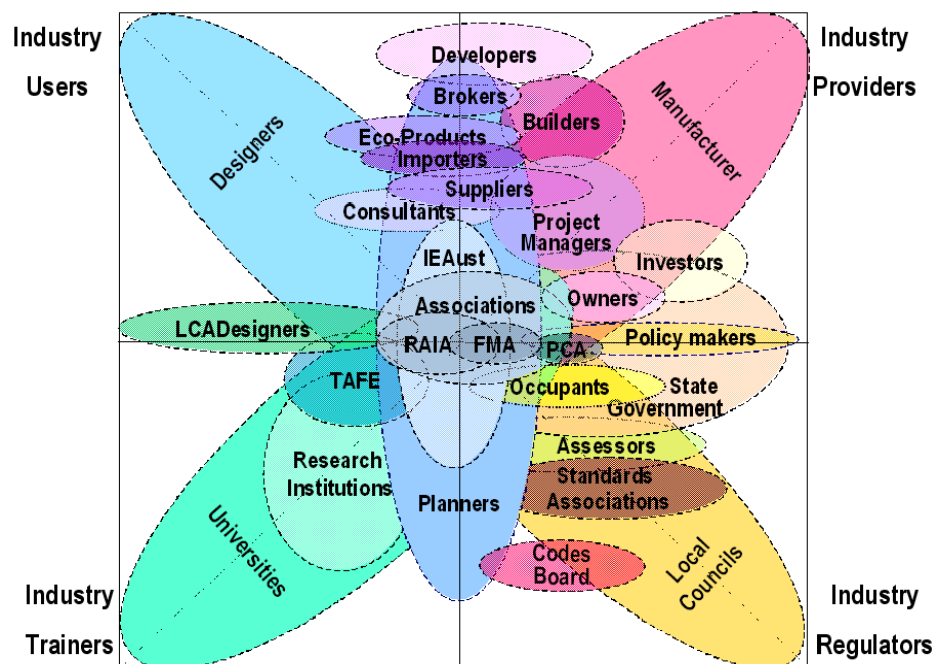 Industry
Users
Industry
Providers
Developers
Brokers
Builders
Manufacturer
Designers
Eco-Products
Importers
Suppliers
Consultants
Project
Managers
IEAust
Investors
Associations
Owners
LCADesigners
RAIA
FMA
PCA
Policy makers
TAFE
Occupants
State
Government
Assessors
Research
Institutions
Standards
Associations
Planners
Universities
Codes
Board
Local
Councils
Industry
Trainers
Industry
Regulators